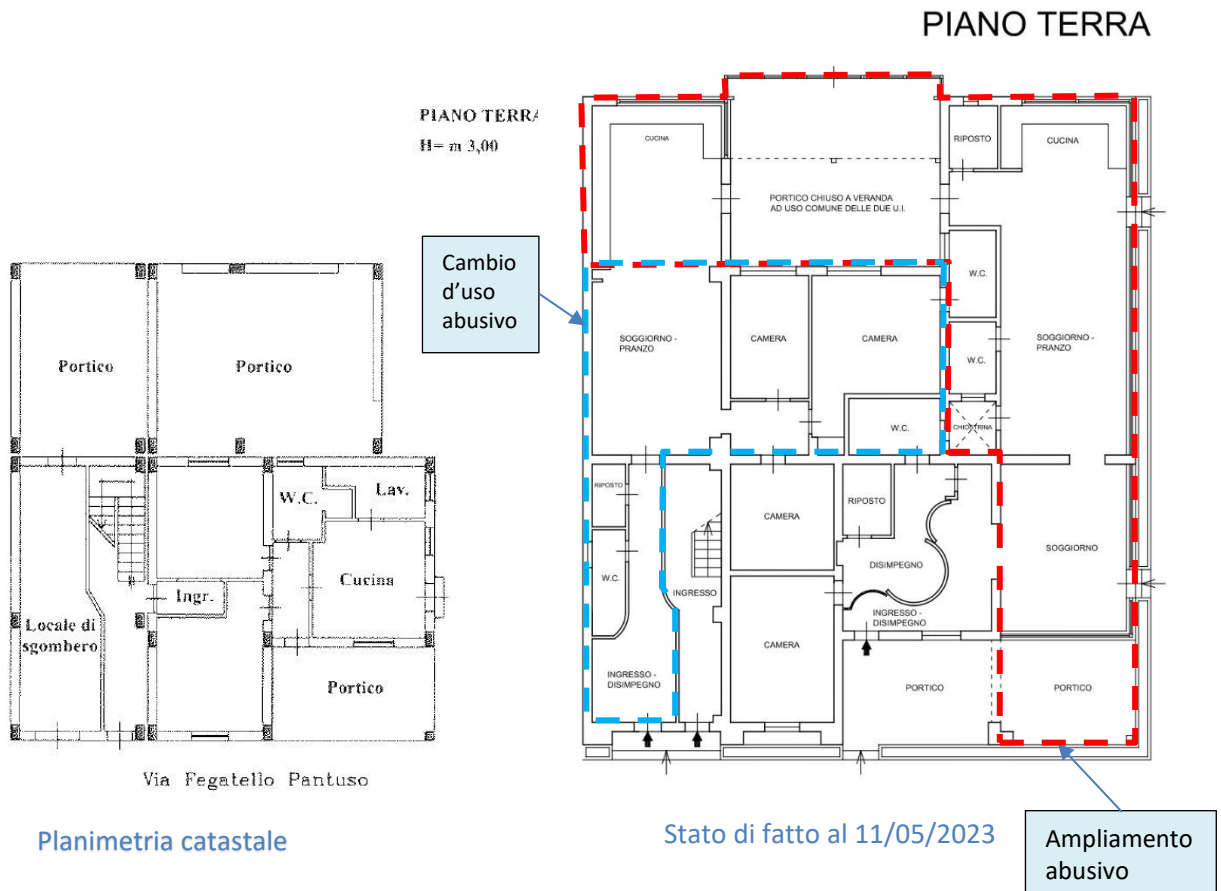 PIANO TERRA
PIANO TERRA
H= m 3,00
Portico
Portico
W.C.
Lav.
Cucina
Ingr.
Locale di
sgombero
Portico
Via Fegatello Pantuso
Planimetria catastale
Cambio
d'uso
abusivo
CUCINA
RIPOSTO
CUCINA
PORTICO CHIUSO A VERANDA
AD USO COMUNE DELLE DUE U.I.
W.C.
SOGGIORNO -
PRANZO
CAMERA
CAMERA
SOGGIORNO -
PRANZO
W.C.
W.C.
CHIOSTRINA
RIPOSTO
CAMERA
RIPOSTO
SOGGIORNO
DISIMPEGNO
W.C.
INGRESSO
INGRESSO -
DISIMPEGNO
CAMERA
INGRESSO -
DISIMPEGNO
PORTICO
PORTICO
Stato di fatto al 11/05/2023
Ampliamento
abusivo